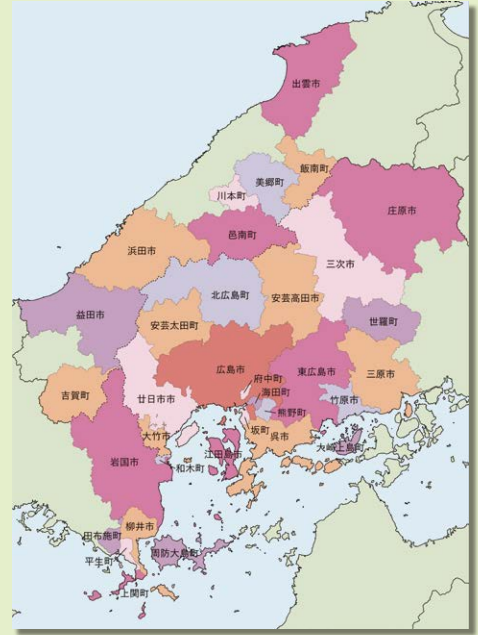 出雲市
飯南町
美郷町
川本町
庄原市
邑南町
浜田市
三次市
北広島町
安芸高田市
益田市
世羅町
安芸太田町
広島市
東広島市
三原市
府中町
海田町
吉賀町
廿日市市
竹原市
熊野町
坂町
呉市
大竹市
大崎上島町
江田島市
岩国市
和木町
柳井市
田布施町
周防大島町
平生町
上関町